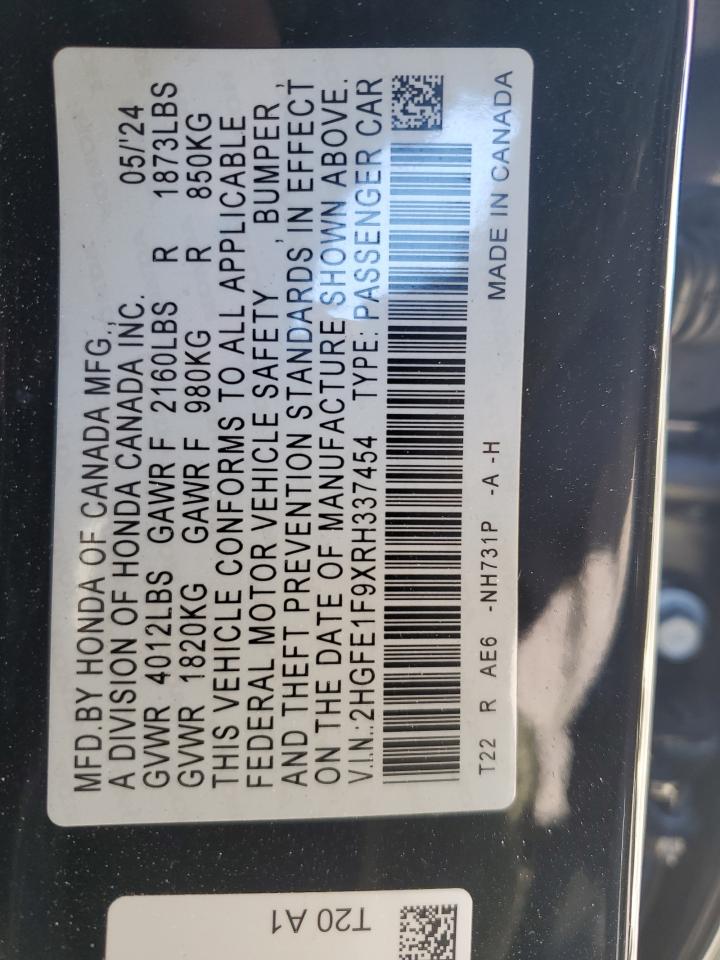 MFD.BY HONDA OF CANADA MFG., 05/'24
A DIVISION OF HONDA CANADA INC.
GVWR 4012LBS GAWR F 2160LBS R 1873LBS
GVWR 1820KG GAWR F 980KG R 850KG
THIS VEHICLE CONFORMS TO ALL APPLICABLE
FEDERAL MOTOR VEHICLE SAFETY , BUMPER ,
AND THEFT PREVENTION STANDARDS IN EFFECT
ON THE DATE OF MANUFACTURE SHOWN ABOVE.
V.I.N.:2HGFE1F9XRH337454 TYPE: PASSENGER CAR
T22 R AE6 -NH731P -A -H MADE IN CANADA
T20 A1